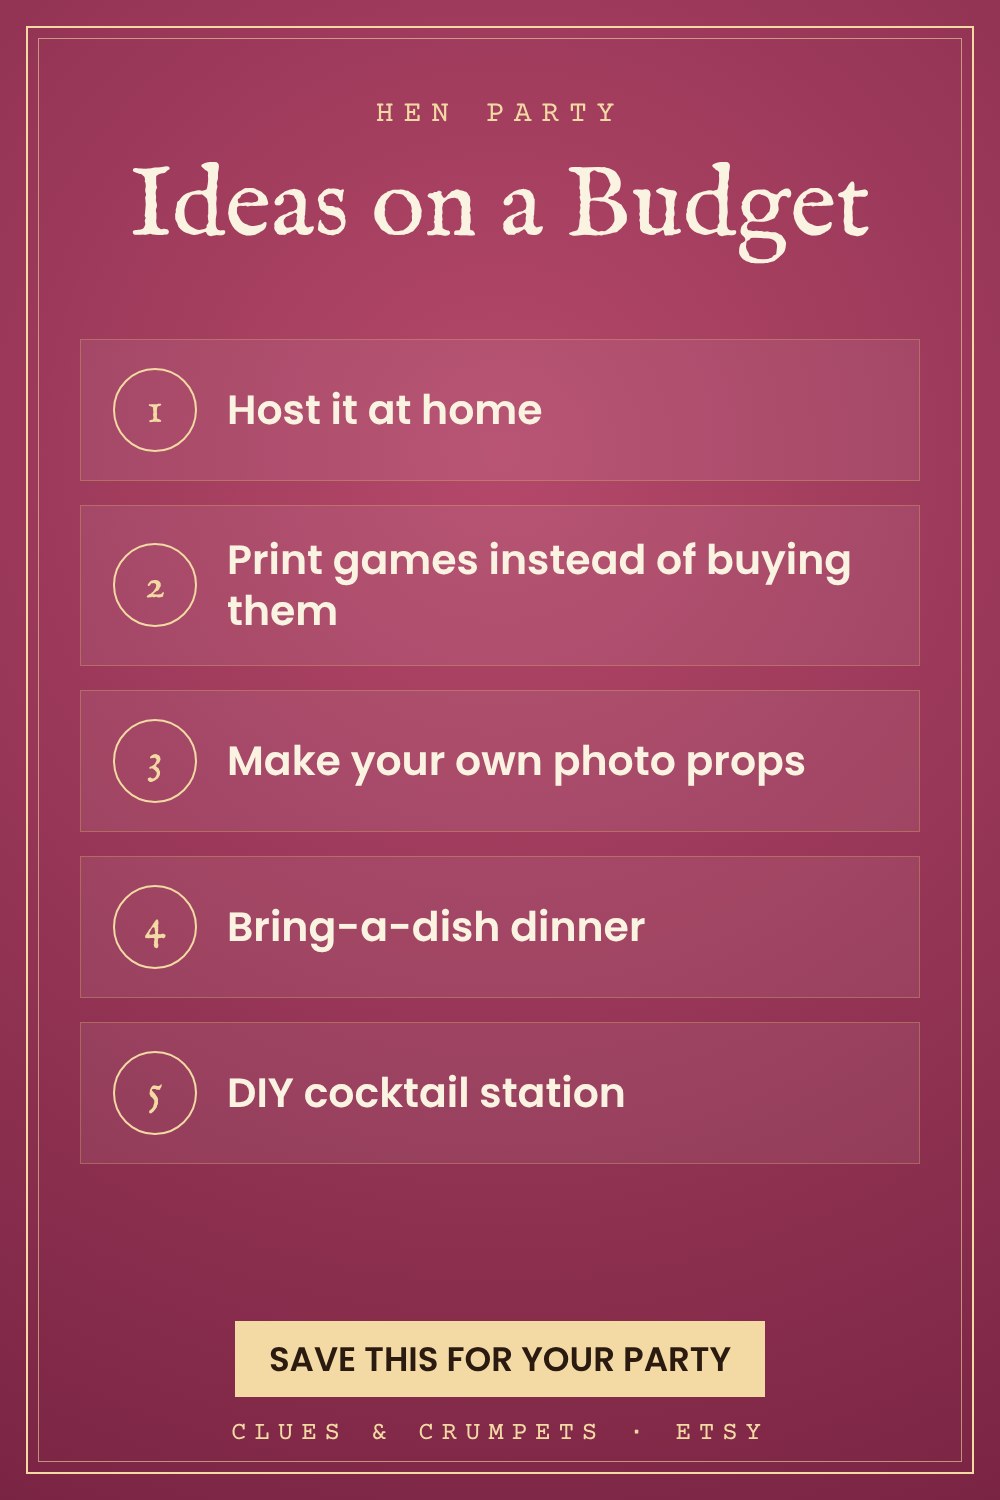 HEN PARTY
Ideas on a Budget
1
Host it at home
2
Print games instead of buying
them
3
Make your own photo props
4
Bring-a-dish dinner
5
DIY cocktail station
SAVE THIS FOR YOUR PARTY
CLUES & CRUMPETS · ETSY